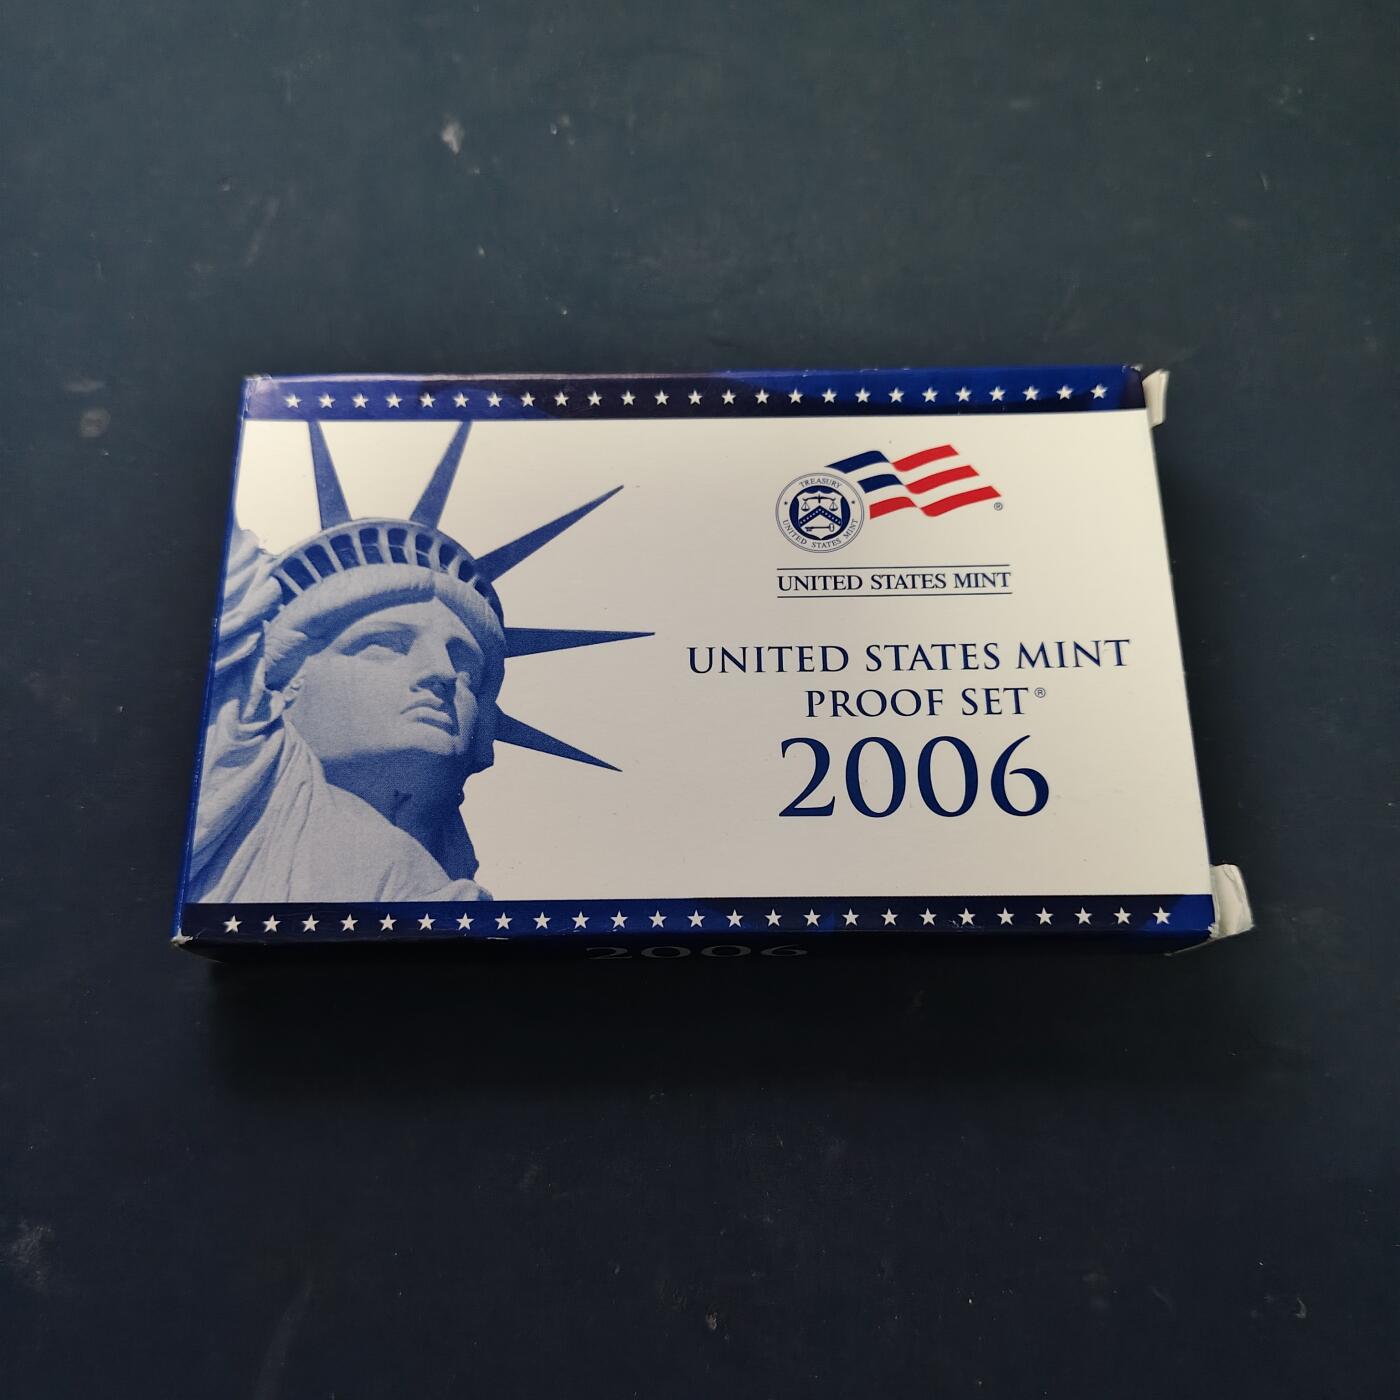 TREASURY
UNITED STATES MINT
®
UNITED STATES MINT
UNITED STATES MINT
PROOF SET®
2006
2006